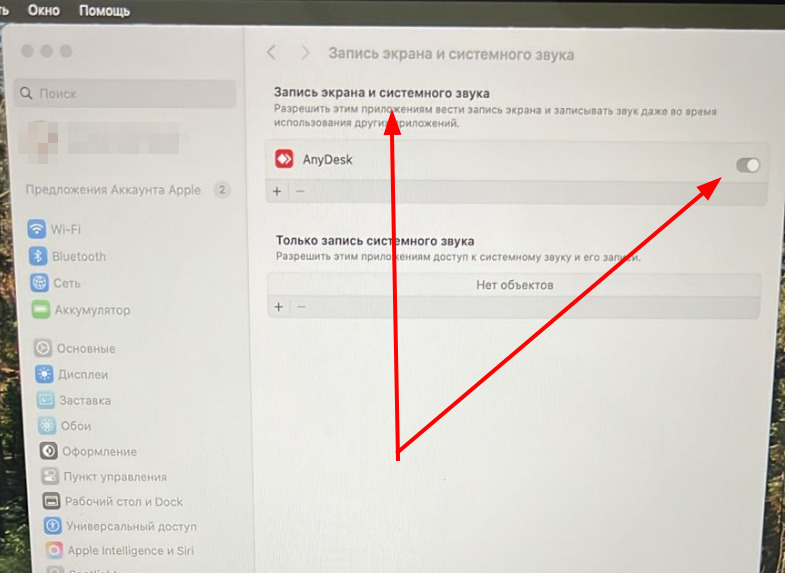 ть Окно Помощь
Запись экрана и системного звука
Поиск
Запись экрана и системного звука
Разрешить этим приложениям вести запись экрана и записывать звук даже во время
использования других приложений.
AnyDesk
+ −
Предложения Аккаунта Apple 2
Только запись системного звука
Разрешить этим приложениям доступ к системному звуку и его записи.
Нет объектов
+ −
Wi-Fi
Bluetooth
Сеть
Аккумулятор
Основные
Дисплеи
Заставка
Обои
Оформление
Пункт управления
Рабочий стол и Dock
Универсальный доступ
Apple Intelligence и Siri